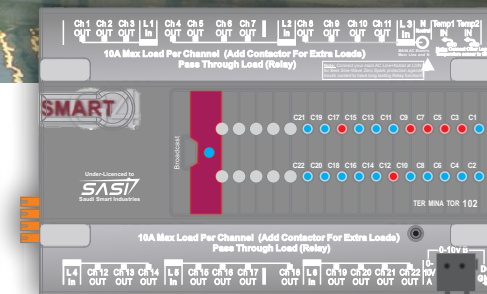 Ch 1 Ch 2 Ch 3 L 1 Ch 4 Ch 5 Ch 6 Ch 7 L 2 Ch 8 Ch 9 Ch 10 Ch 11 L 3 N Temp1 Temp2
OUT OUT OUT In OUT OUT OUT OUT In OUT OUT OUT OUT In IN IN
10A Max Load Per Channel (Add Contactor For Extra Loads)
Pass Through Load (Relay)
SMART
C21 C19 C17 C15 C13 C11 C9 C7 C5 C3 C1
Broadcast
C22 C20 C18 C16 C14 C12 C10 C8 C6 C4 C2
Under-Licenced to
SASI
Saudi Smart Industries
TER MINA TOR 102
10A Max Load Per Channel (Add Contactor For Extra Loads)
Pass Through Load (Relay)
0-10v B
L 4 Ch 12 Ch 13 Ch 14 L 5 Ch 15 Ch 16 Ch 17 Ch 18 L 6 Ch 19 Ch 20 Ch 21 Ch 22 0-10V
In OUT OUT OUT In OUT OUT OUT OUT In OUT OUT OUT OUT A